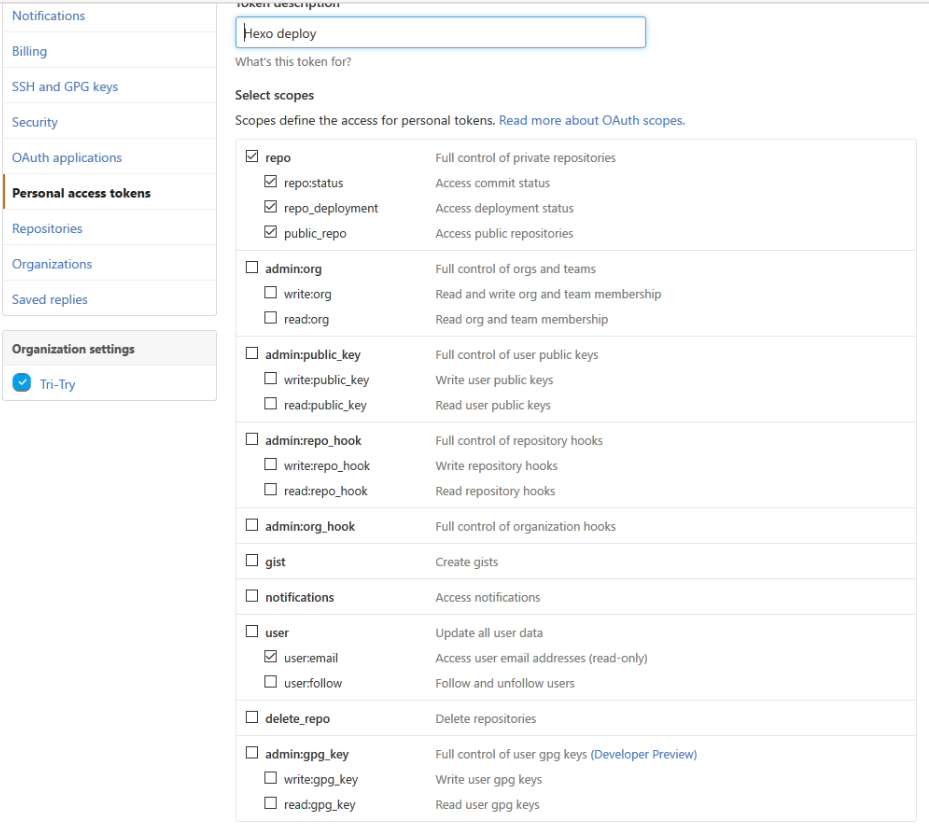 Notifications
Billing
SSH and GPG keys
Security
OAuth applications
Personal access tokens
Repositories
Organizations
Saved replies
Organization settings
Tri-Try
Token description
Hexo deploy
What's this token for?
Select scopes
Scopes define the access for personal tokens. Read more about OAuth scopes.
repo Full control of private repositories
repo:status Access commit status
repo_deployment Access deployment status
public_repo Access public repositories
admin:org Full control of orgs and teams
write:org Read and write org and team membership
read:org Read org and team membership
admin:public_key Full control of user public keys
write:public_key Write user public keys
read:public_key Read user public keys
admin:repo_hook Full control of repository hooks
write:repo_hook Write repository hooks
read:repo_hook Read repository hooks
admin:org_hook Full control of organization hooks
gist Create gists
notifications Access notifications
user Update all user data
user:email Access user email addresses (read-only)
user:follow Follow and unfollow users
delete_repo Delete repositories
admin:gpg_key Full control of user gpg keys (Developer Preview)
write:gpg_key Write user gpg keys
read:gpg_key Read user gpg keys